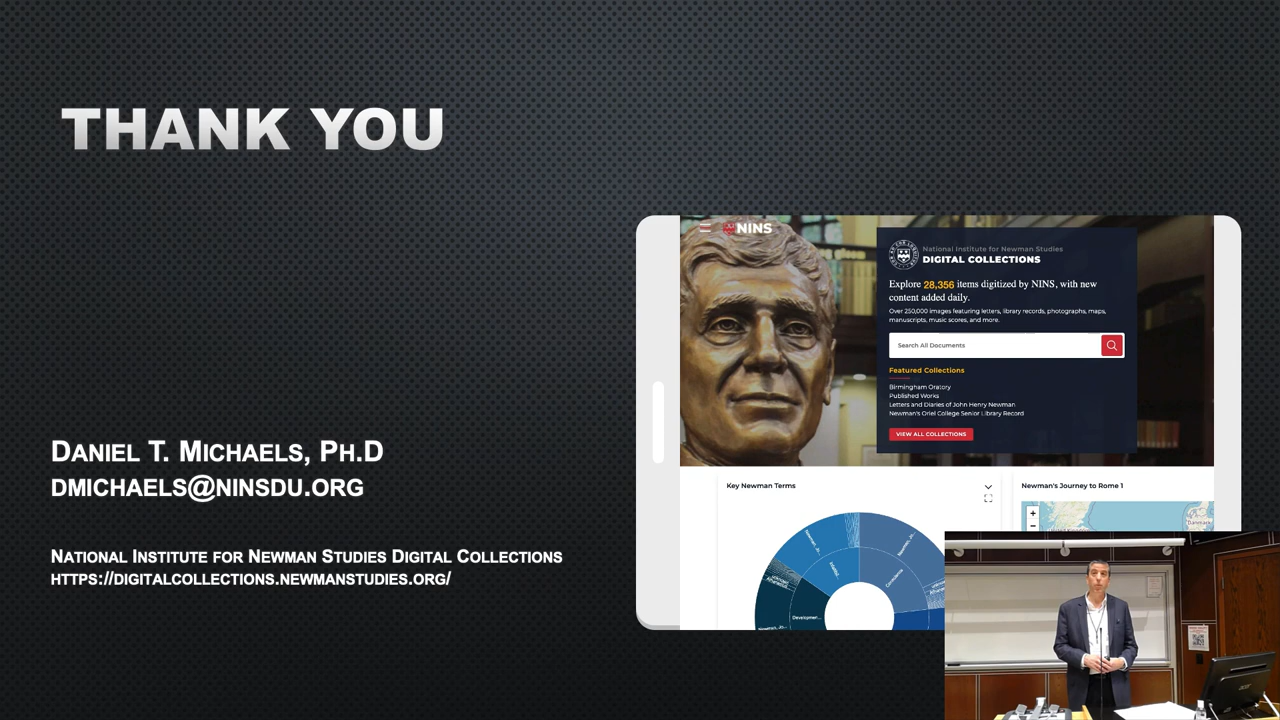 THANK YOU
DANIEL T. MICHAELS, PH.D
DMICHAELS@NINSDU.ORG
NATIONAL INSTITUTE FOR NEWMAN STUDIES DIGITAL COLLECTIONS
HTTPS://DIGITALCOLLECTIONS.NEWMANSTUDIES.ORG/
NINS
National Institute for Newman Studies
DIGITAL COLLECTIONS
Explore 28,356 items digitized by NINS, with new
content added daily.
Over 250,000 images featuring letters, library records, photographs, maps,
manuscripts, music scores, and more.
Search All Documents
Featured Collections
Birmingham Oratory
Published Works
Letters and Diaries of John Henry Newman
Newman's Oriel College Senior Library Record
VIEW ALL COLLECTIONS
Key Newman Terms
Newman's Journey to Rome 1
+
−
Denmark
Conscience
Developmen...